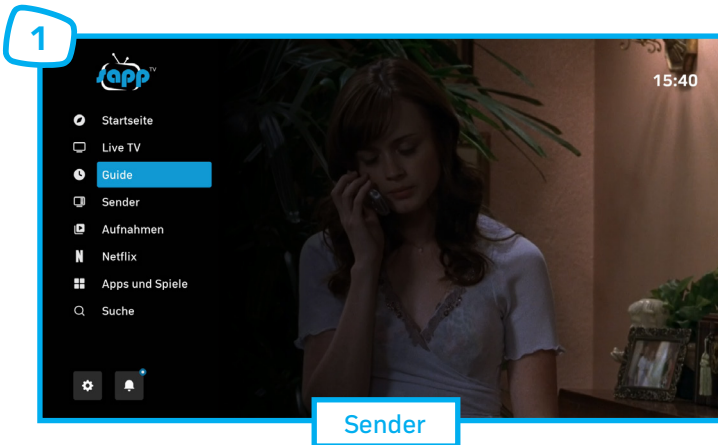 1
sapp TV
15:40
Startseite
Live TV
Guide
Sender
Aufnahmen
N Netflix
Apps und Spiele
Suche
Sender